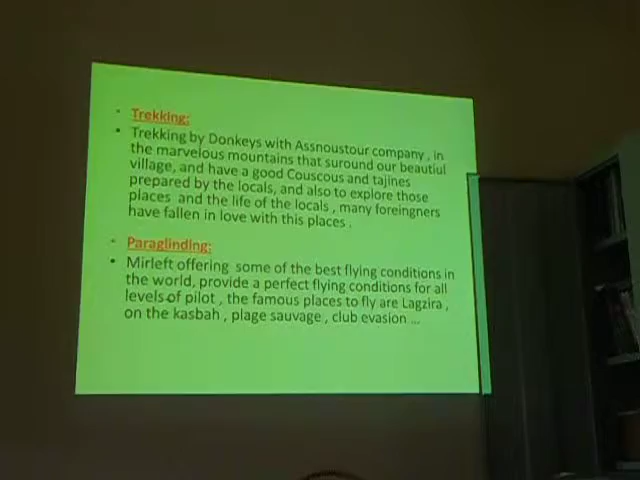 Trekking:
Trekking by Donkeys with Assnoustour company , in
the marvelous mountains that suround our beautiul
village, and have a good Couscous and tajines
prepared by the locals, and also to explore those
places and the life of the locals , many foreingners
have fallen in love with this places .
Paraglinding:
Mirleft offering some of the best flying conditions in
the world, provide a perfect flying conditions for all
levels of pilot , the famous places to fly are Lagzira ,
on the kasbah , plage sauvage , club evasion ...